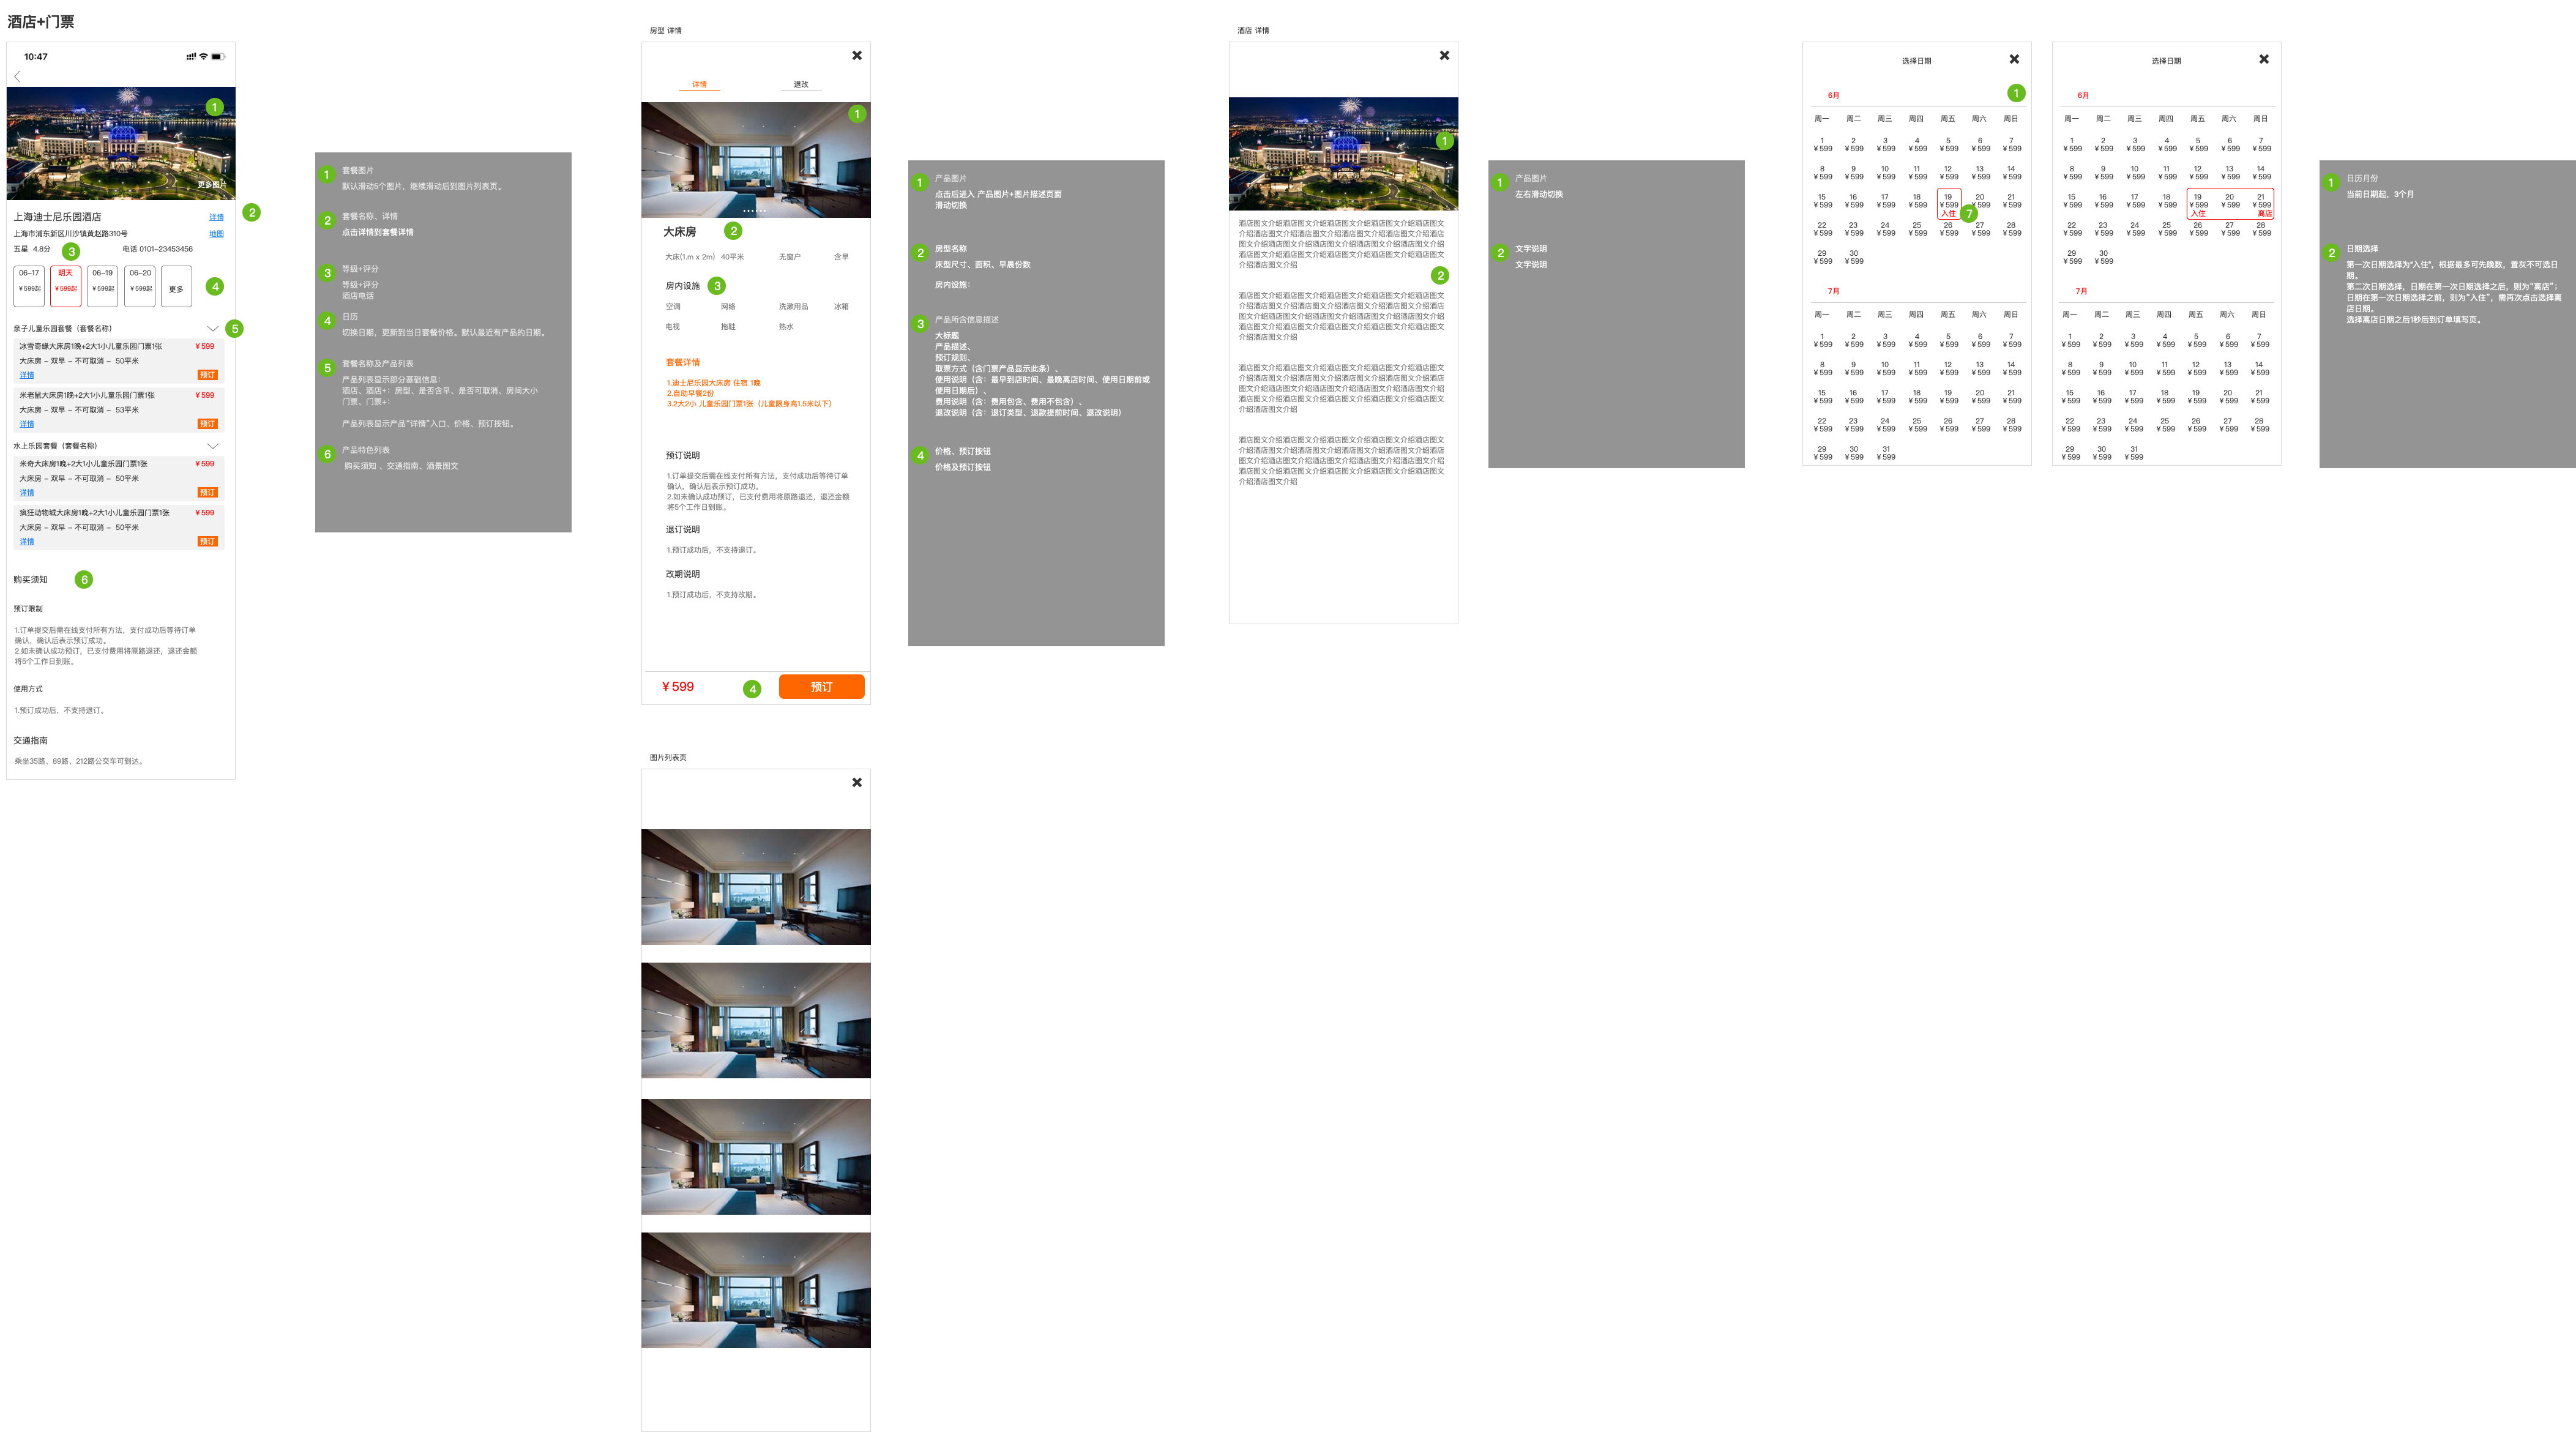 酒店+门票
10:47
1
更多图片
上海迪士尼乐园酒店
详情
2
上海市浦东新区川沙镇黄赵路310号
地图
五星 4.8分
3
电话 0101-23453456
06-17
明天
06-19
06-20
¥ 599起
¥ 599起
¥ 599起
¥ 599起
更多
4
亲子儿童乐园套餐（套餐名称）
5
冰雪奇缘大床房1晚+2大1小儿童乐园门票1张
¥ 599
大床房 - 双早 - 不可取消 - 50平米
详情
预订
米老鼠大床房1晚+2大1小儿童乐园门票1张
¥ 599
大床房 - 双早 - 不可取消 - 53平米
详情
预订
水上乐园套餐（套餐名称）
米奇大床房1晚+2大1小儿童乐园门票1张
¥ 599
大床房 - 双早 - 不可取消 - 50平米
详情
预订
疯狂动物城大床房1晚+2大1小儿童乐园门票1张
¥ 599
大床房 - 双早 - 不可取消 - 50平米
详情
预订
购买须知
6
预订限制
1.订单提交后需在线支付所有方法，支付成功后等待订单
确认，确认后表示预订成功。
2.如未确认成功预订，已支付费用将原路退还，退还金额
将5个工作日到账。
使用方式
1.预订成功后，不支持退订。
交通指南
乘坐35路、89路、212路公交车可到达。
1
套餐图片
默认滑动5个图片，继续滑动后到图片列表页。
2
套餐名称、详情
点击详情到套餐详情
3
等级+评分
等级+评分
酒店电话
4
日历
切换日期，更新到当日套餐价格。默认最近有产品的日期。
5
套餐名称及产品列表
产品列表显示部分基础信息：
酒店、酒店+：房型、是否含早、是否可取消、房间大小
门票、门票+：
产品列表显示产品“详情”入口、价格、预订按钮。
6
产品特色列表
购买须知 、交通指南、酒景图文
房型 详情
详情
退改
1
大床房
2
大床(1.m x 2m)
40平米
无窗户
含早
房内设施
3
空调
网络
洗漱用品
冰箱
电视
拖鞋
热水
套餐详情
1.迪士尼乐园大床房 住宿 1晚
2.自助早餐2份
3.2大2小 儿童乐园门票1张（儿童限身高1.5米以下）
预订说明
1.订单提交后需在线支付所有方法，支付成功后等待订单
确认，确认后表示预订成功。
2.如未确认成功预订，已支付费用将原路退还，退还金额
将5个工作日到账。
退订说明
1.预订成功后，不支持退订。
改期说明
1.预订成功后，不支持改期。
¥ 599
4
预订
1
产品图片
点击后进入 产品图片+图片描述页面
滑动切换
2
房型名称
床型尺寸、面积、早晨份数
房内设施：
3
产品所含信息描述
大标题
产品描述、
预订规则、
取票方式（含门票产品显示此条）、
使用说明（含：最早到店时间、最晚离店时间、使用日期前或
使用日期后）、
费用说明（含：费用包含、费用不包含）、
退改说明（含：退订类型、退款提前时间、退改说明）
4
价格、预订按钮
价格及预订按钮
图片列表页
酒店 详情
1
酒店图文介绍酒店图文介绍酒店图文介绍酒店图文介绍酒店图文
介绍酒店图文介绍酒店图文介绍酒店图文介绍酒店图文介绍酒店
图文介绍酒店图文介绍酒店图文介绍酒店图文介绍酒店图文介绍
酒店图文介绍酒店图文介绍酒店图文介绍酒店图文介绍酒店图文
介绍酒店图文介绍
2
酒店图文介绍酒店图文介绍酒店图文介绍酒店图文介绍酒店图文
介绍酒店图文介绍酒店图文介绍酒店图文介绍酒店图文介绍酒店
图文介绍酒店图文介绍酒店图文介绍酒店图文介绍酒店图文介绍
酒店图文介绍酒店图文介绍酒店图文介绍酒店图文介绍酒店图文
介绍酒店图文介绍
酒店图文介绍酒店图文介绍酒店图文介绍酒店图文介绍酒店图文
介绍酒店图文介绍酒店图文介绍酒店图文介绍酒店图文介绍酒店
图文介绍酒店图文介绍酒店图文介绍酒店图文介绍酒店图文介绍
酒店图文介绍酒店图文介绍酒店图文介绍酒店图文介绍酒店图文
介绍酒店图文介绍
酒店图文介绍酒店图文介绍酒店图文介绍酒店图文介绍酒店图文
介绍酒店图文介绍酒店图文介绍酒店图文介绍酒店图文介绍酒店
图文介绍酒店图文介绍酒店图文介绍酒店图文介绍酒店图文介绍
酒店图文介绍酒店图文介绍酒店图文介绍酒店图文介绍酒店图文
介绍酒店图文介绍
1
产品图片
左右滑动切换
2
文字说明
文字说明
选择日期
6月
1
周一 周二 周三 周四 周五 周六 周日
1 2 3 4 5 6 7
¥ 599 ¥ 599 ¥ 599 ¥ 599 ¥ 599 ¥ 599 ¥ 599
8 9 10 11 12 13 14
¥ 599 ¥ 599 ¥ 599 ¥ 599 ¥ 599 ¥ 599 ¥ 599
15 16 17 18 19 20 21
¥ 599 ¥ 599 ¥ 599 ¥ 599 ¥ 599 ¥ 599 ¥ 599
入住 7
22 23 24 25 26 27 28
¥ 599 ¥ 599 ¥ 599 ¥ 599 ¥ 599 ¥ 599 ¥ 599
29 30
¥ 599 ¥ 599
7月
周一 周二 周三 周四 周五 周六 周日
1 2 3 4 5 6 7
¥ 599 ¥ 599 ¥ 599 ¥ 599 ¥ 599 ¥ 599 ¥ 599
8 9 10 11 12 13 14
¥ 599 ¥ 599 ¥ 599 ¥ 599 ¥ 599 ¥ 599 ¥ 599
15 16 17 18 19 20 21
¥ 599 ¥ 599 ¥ 599 ¥ 599 ¥ 599 ¥ 599 ¥ 599
22 23 24 25 26 27 28
¥ 599 ¥ 599 ¥ 599 ¥ 599 ¥ 599 ¥ 599 ¥ 599
29 30 31
¥ 599 ¥ 599 ¥ 599
选择日期
6月
周一 周二 周三 周四 周五 周六 周日
1 2 3 4 5 6 7
¥ 599 ¥ 599 ¥ 599 ¥ 599 ¥ 599 ¥ 599 ¥ 599
8 9 10 11 12 13 14
¥ 599 ¥ 599 ¥ 599 ¥ 599 ¥ 599 ¥ 599 ¥ 599
15 16 17 18 19 20 21
¥ 599 ¥ 599 ¥ 599 ¥ 599 ¥ 599 ¥ 599 ¥ 599
入住 离店
22 23 24 25 26 27 28
¥ 599 ¥ 599 ¥ 599 ¥ 599 ¥ 599 ¥ 599 ¥ 599
29 30
¥ 599 ¥ 599
7月
周一 周二 周三 周四 周五 周六 周日
1 2 3 4 5 6 7
¥ 599 ¥ 599 ¥ 599 ¥ 599 ¥ 599 ¥ 599 ¥ 599
8 9 10 11 12 13 14
¥ 599 ¥ 599 ¥ 599 ¥ 599 ¥ 599 ¥ 599 ¥ 599
15 16 17 18 19 20 21
¥ 599 ¥ 599 ¥ 599 ¥ 599 ¥ 599 ¥ 599 ¥ 599
22 23 24 25 26 27 28
¥ 599 ¥ 599 ¥ 599 ¥ 599 ¥ 599 ¥ 599 ¥ 599
29 30 31
¥ 599 ¥ 599 ¥ 599
1
日历月份
当前日期起，3个月
2
日期选择
第一次日期选择为“入住”，根据最多可先晚数，置灰不可选日
期。
第二次日期选择，日期在第一次日期选择之后，则为“离店”；
日期在第一次日期选择之前，则为“入住”，需再次点击选择离
店日期。
选择离店日期之后1秒后到订单填写页。